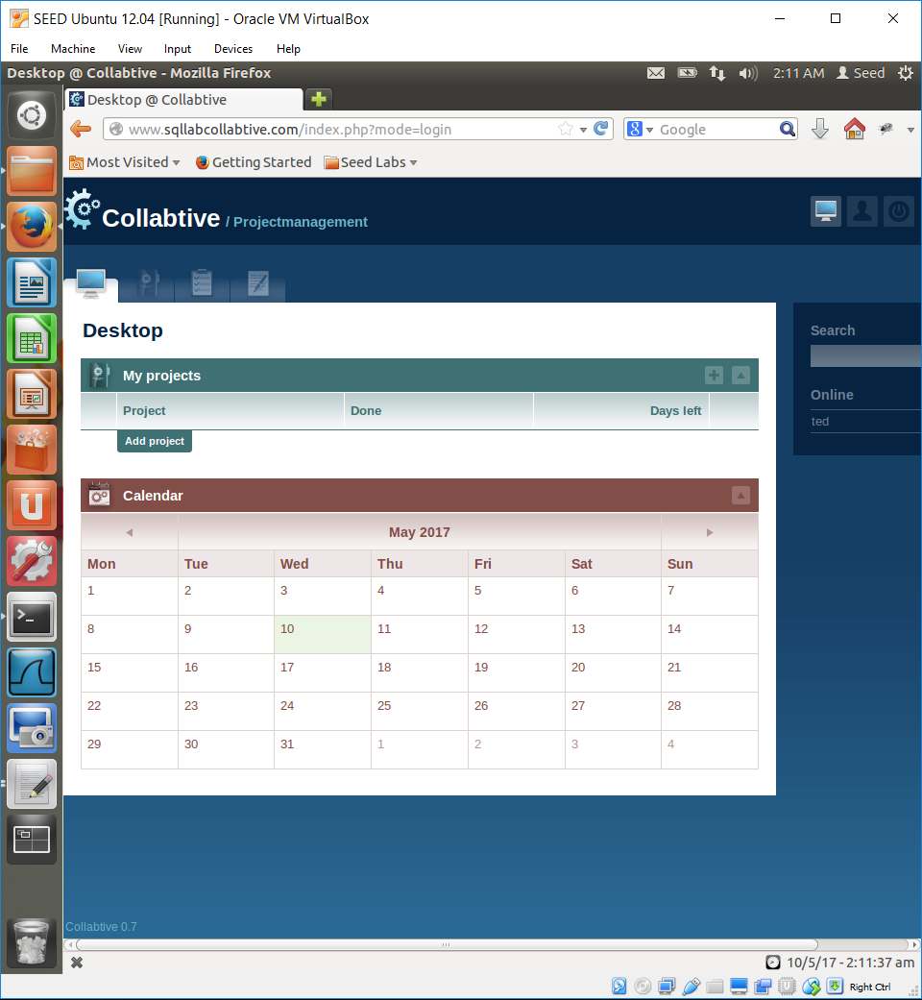 SEED Ubuntu 12.04 [Running] - Oracle VM VirtualBox
File Machine View Input Devices Help
Desktop @ Collabtive - Mozilla Firefox 2:11 AM Seed
Desktop @ Collabtive
www.sqllabcollabtive.com/index.php?mode=login Google
Most Visited Getting Started Seed Labs
Collabtive / Projectmanagement
Desktop
Search
My projects
Online
Project Done Days left
ted
Add project
Calendar
May 2017
Mon Tue Wed Thu Fri Sat Sun
1 2 3 4 5 6 7
8 9 10 11 12 13 14
15 16 17 18 19 20 21
22 23 24 25 26 27 28
29 30 31 1 2 3 4
Collabtive 0.7
10/5/17 - 2:11:37 am
Right Ctrl